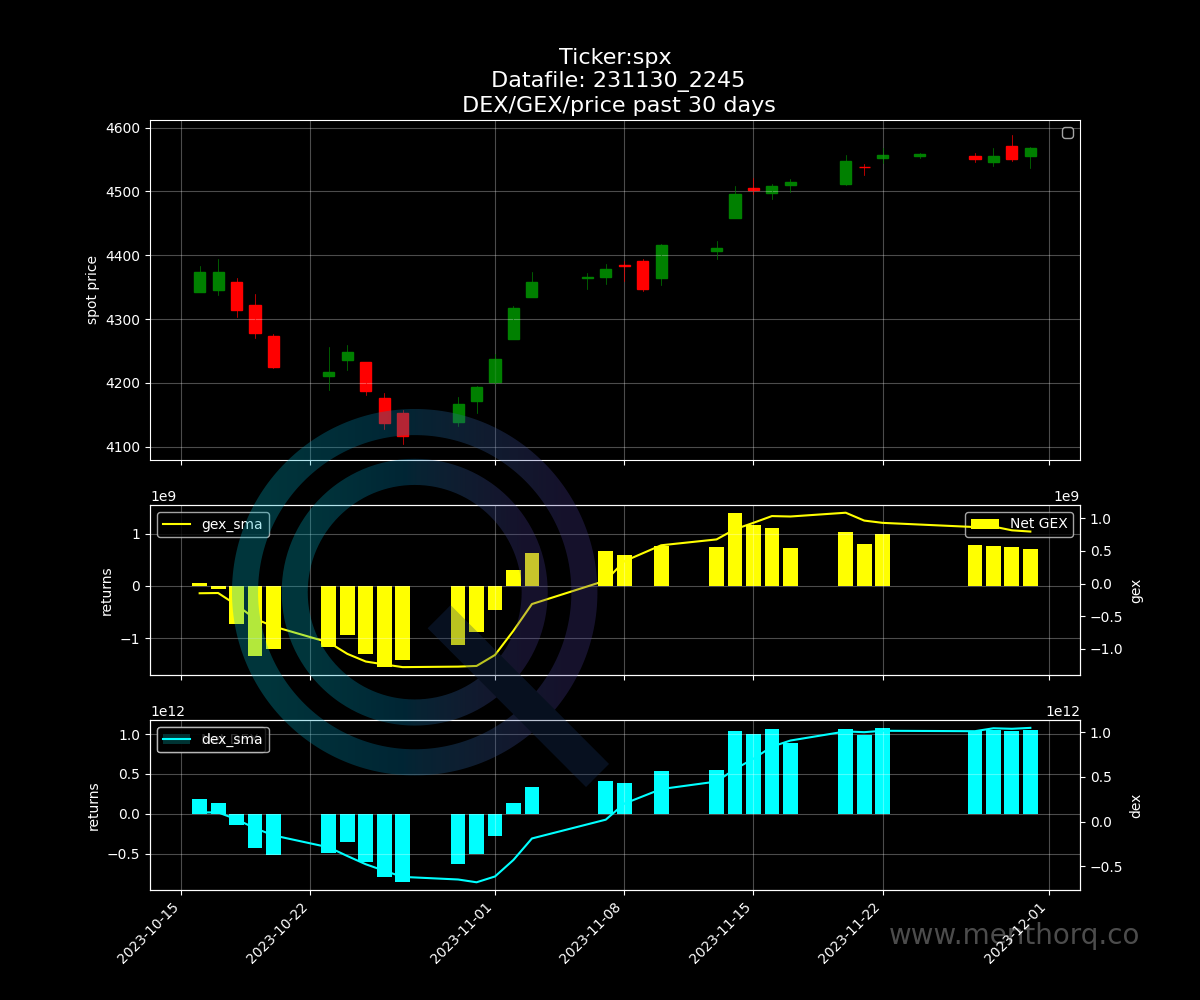 Ticker:spx
Datafile: 231130_2245
DEX/GEX/price past 30 days
4600
4500
4400
4300
4200
4100
spot price
1e9
1e9
gex_sma
Net GEX
1
0
−1
returns
1.0
0.5
0.0
−0.5
−1.0
gex
1e12
1e12
dex_sma
1.0
0.5
0.0
−0.5
returns
1.0
0.5
0.0
−0.5
dex
2023-10-15
2023-10-22
2023-11-01
2023-11-08
2023-11-15
2023-11-22
2023-12-01
www.menthorq.co